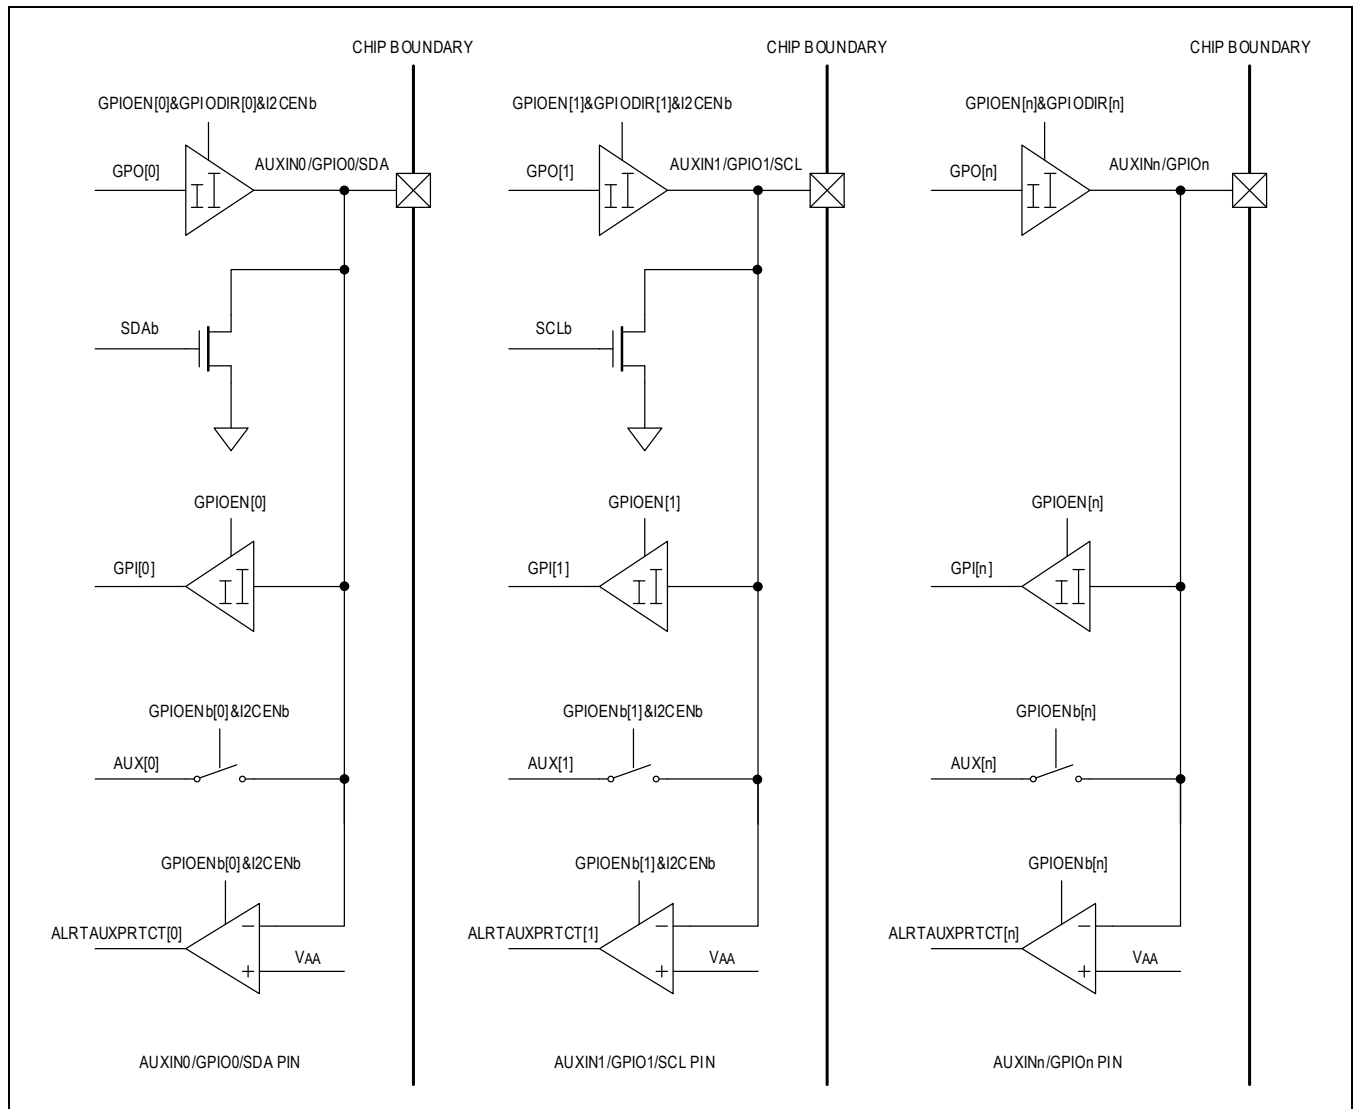 CHIP BOUNDARY
CHIP BOUNDARY
CHIP BOUNDARY
GPIOEN[0]&GPIODIR[0]&I2CENb
GPIOEN[1]&GPIODIR[1]&I2CENb
GPIOEN[n]&GPIODIR[n]
GPO[0]
AUXIN0/GPIO0/SDA
GPO[1]
AUXIN1/GPIO1/SCL
GPO[n]
AUXINn/GPIOn
SDAb
SCLb
GPIOEN[0]
GPIOEN[1]
GPIOEN[n]
GPI[0]
GPI[1]
GPI[n]
GPIOENb[0]&I2CENb
GPIOENb[1]&I2CENb
GPIOENb[n]
AUX[0]
AUX[1]
AUX[n]
GPIOENb[0]&I2CENb
GPIOENb[1]&I2CENb
GPIOENb[n]
ALRTAUXPRTCT[0]
−
+
VAA
ALRTAUXPRTCT[1]
−
+
VAA
ALRTAUXPRTCT[n]
−
+
VAA
AUXIN0/GPIO0/SDA PIN
AUXIN1/GPIO1/SCL PIN
AUXINn/GPIOn PIN